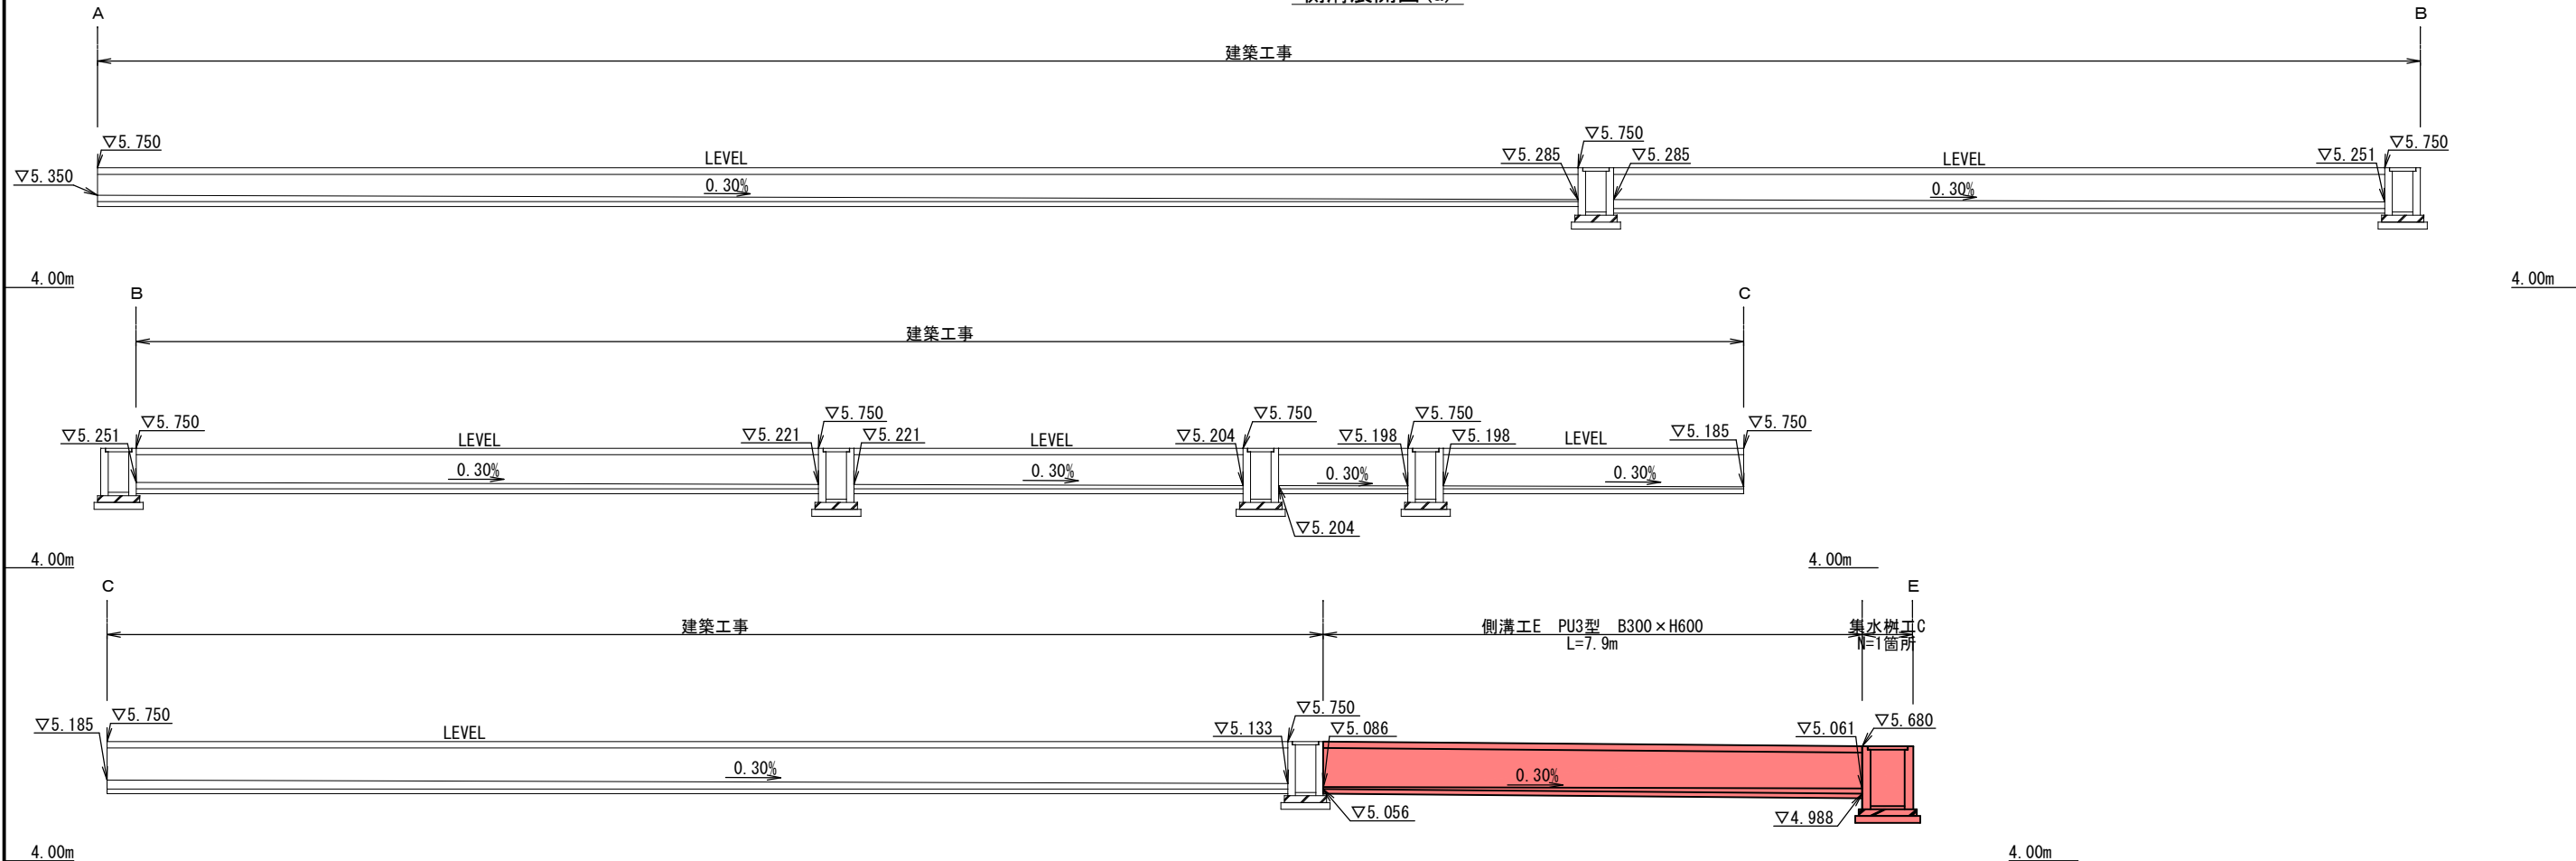 A
B
建築工事
▽5.750
▽5.350
LEVEL
0.30%
▽5.285
▽5.750
▽5.285
LEVEL
0.30%
▽5.251
▽5.750
4.00m
4.00m
B
C
建築工事
▽5.251
▽5.750
LEVEL
0.30%
▽5.221
▽5.750
▽5.221
LEVEL
0.30%
▽5.204
▽5.750
▽5.204
0.30%
▽5.198
▽5.750
▽5.198
LEVEL
0.30%
▽5.185
▽5.750
4.00m
4.00m
C
E
建築工事
側溝工E PU3型 B300×H600
L=7.9m
集水桝工C
N=1箇所
▽5.185
▽5.750
LEVEL
0.30%
▽5.133
▽5.750
▽5.086
▽5.056
0.30%
▽5.061
▽5.680
▽4.988
4.00m
4.00m